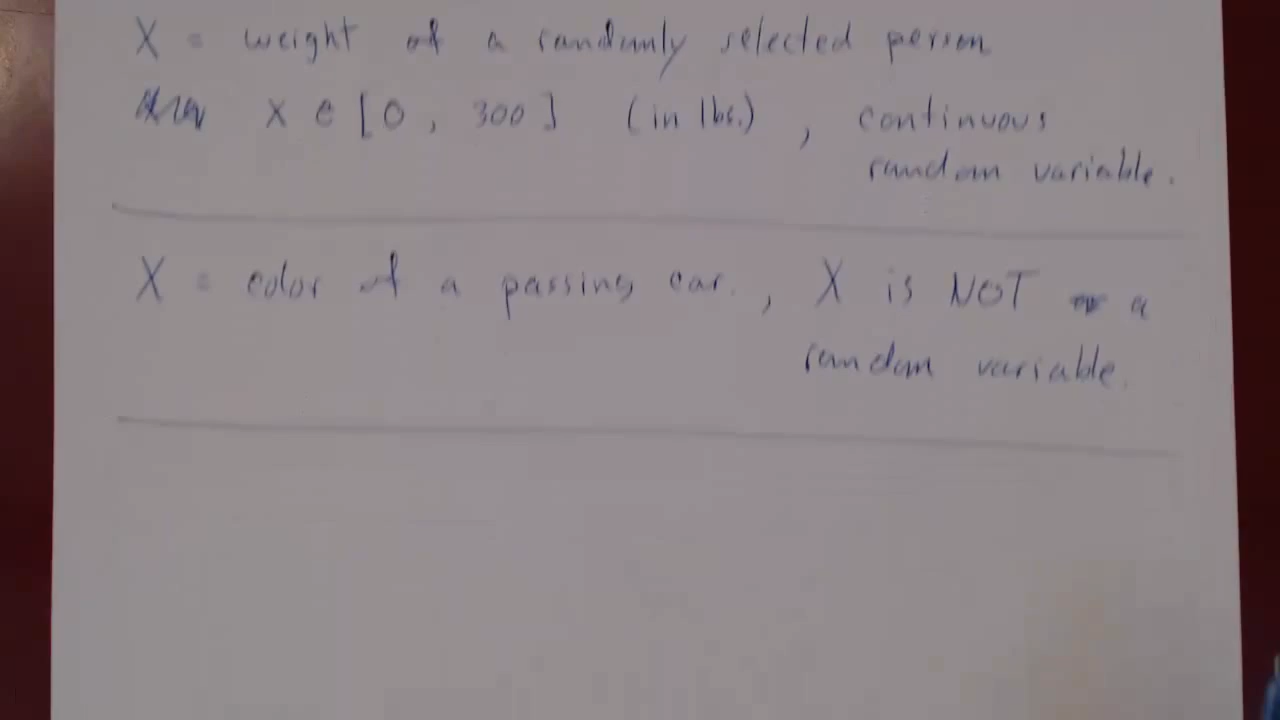 X = weight of a randomly selected person
X ∈ [0, 300] (in lbs.), continuous
random variable.
X = color of a passing car., X is NOT a
random variable.